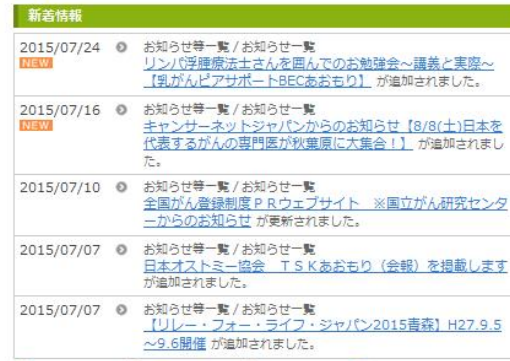 新着情報
2015/07/24 お知らせ等一覧 / お知らせ一覧
NEW リンパ浮腫療法士さんを囲んでのお勉強会~講義と実際~
【乳がんピアサポートBECあおもり】 が追加されました。
2015/07/16 お知らせ等一覧 / お知らせ一覧
NEW キャンサーネットジャパンからのお知らせ【8/8(土)日本を
代表するがんの専門医が秋葉原に大集合!】 が追加されまし
た。
2015/07/10 お知らせ等一覧 / お知らせ一覧
全国がん登録制度PRウェブサイト ※国立がん研究センタ
ーからのお知らせ が更新されました。
2015/07/07 お知らせ等一覧 / お知らせ一覧
日本オストミー協会 TSKあおもり(会報)を掲載します
が追加されました。
2015/07/07 お知らせ等一覧 / お知らせ一覧
【リレー・フォー・ライフ・ジャパン2015青森】H27.9.5
~9.6開催 が追加されました。